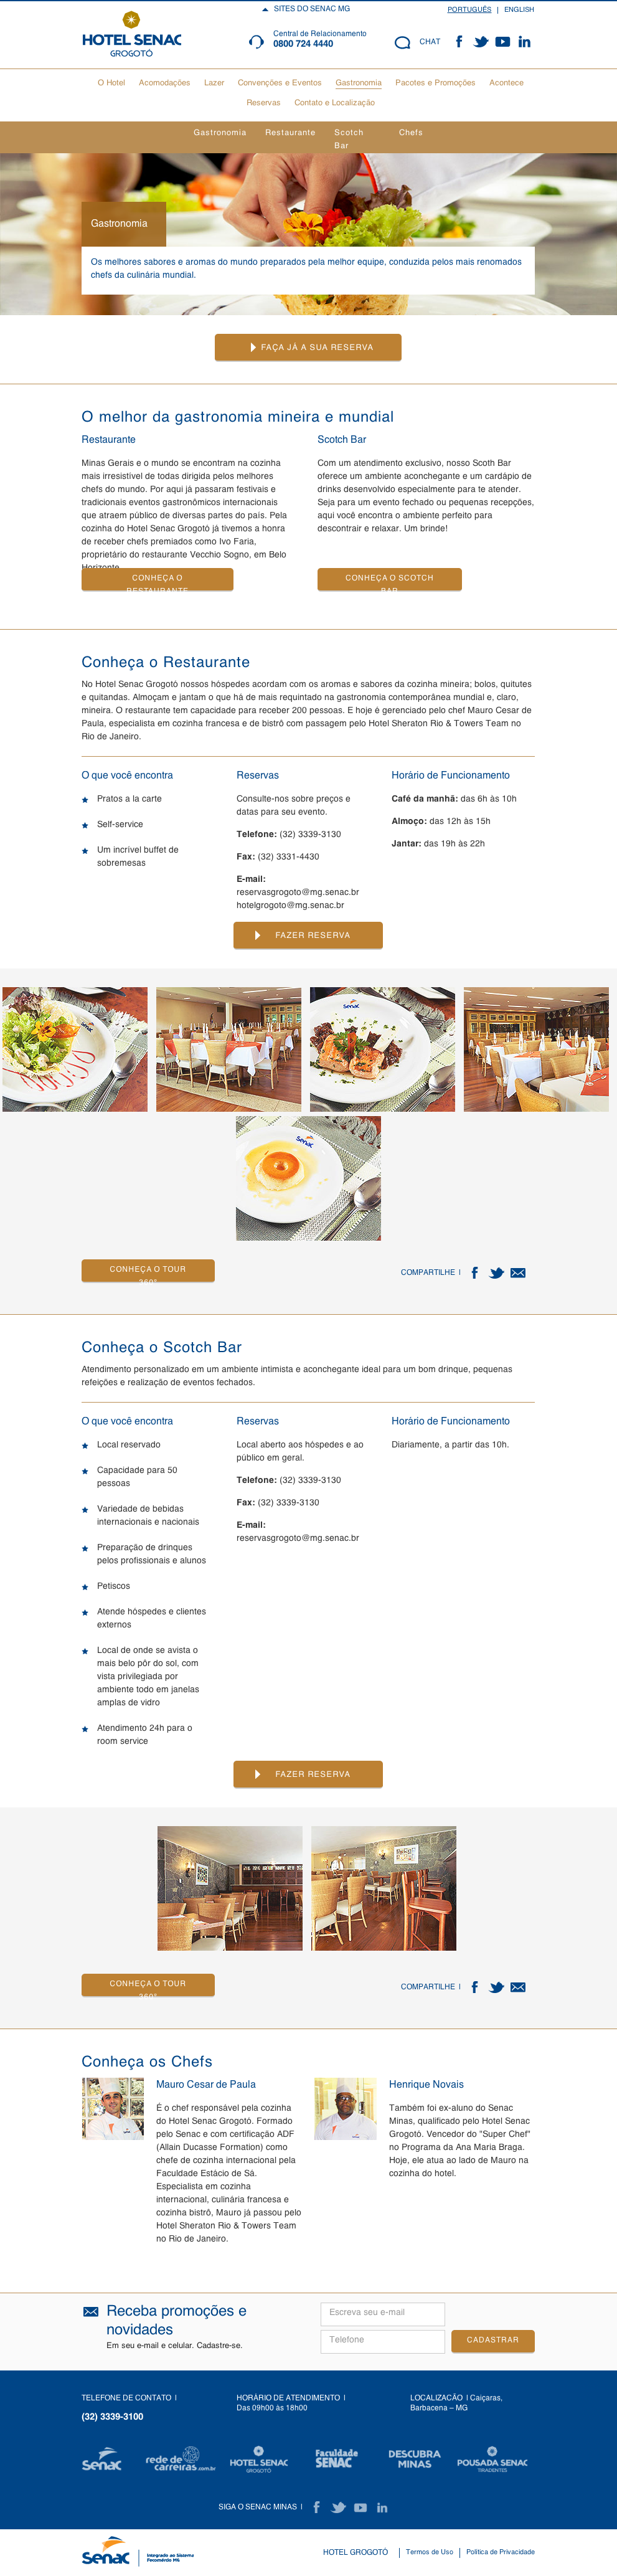 SITES DO SENAC MG
PORTUGUÊS | ENGLISH
HOTEL SENAC
GROGOTÓ
Central de Relacionamento
0800 724 4440
CHAT
O Hotel Acomodações Lazer Convenções e Eventos Gastronomia Pacotes e Promoções Acontece
Reservas Contato e Localização
Gastronomia Restaurante Scotch Bar Chefs
Gastronomia
Os melhores sabores e aromas do mundo preparados pela melhor equipe, conduzida pelos mais renomados
chefs da culinária mundial.
FAÇA JÁ A SUA RESERVA
O melhor da gastronomia mineira e mundial
Restaurante
Minas Gerais e o mundo se encontram na cozinha
mais irresistível de todas dirigida pelos melhores
chefs do mundo. Por aqui já passaram festivais e
tradicionais eventos gastronômicos internacionais
que atraem público de diversas partes do país. Pela
cozinha do Hotel Senac Grogotó já tivemos a honra
de receber chefs premiados como Ivo Faria,
proprietário do restaurante Vecchio Sogno, em Belo
Horizonte.
CONHEÇA O
RESTAURANTE
Scotch Bar
Com um atendimento exclusivo, nosso Scoth Bar
oferece um ambiente aconchegante e um cardápio de
drinks desenvolvido especialmente para te atender.
Seja para um evento fechado ou pequenas recepções,
aqui você encontra o ambiente perfeito para
descontrair e relaxar. Um brinde!
CONHEÇA O SCOTCH
BAR
Conheça o Restaurante
No Hotel Senac Grogotó nossos hóspedes acordam com os aromas e sabores da cozinha mineira; bolos, quitutes
e quitandas. Almoçam e jantam o que há de mais requintado na gastronomia contemporânea mundial e, claro,
mineira. O restaurante tem capacidade para receber 200 pessoas. E hoje é gerenciado pelo chef Mauro Cesar de
Paula, especialista em cozinha francesa e de bistrô com passagem pelo Hotel Sheraton Rio & Towers Team no
Rio de Janeiro.
O que você encontra
Pratos a la carte
Self-service
Um incrível buffet de
sobremesas
Reservas
Consulte-nos sobre preços e
datas para seu evento.
Telefone: (32) 3339-3130
Fax: (32) 3331-4430
E-mail:
reservasgrogoto@mg.senac.br
hotelgrogoto@mg.senac.br
Horário de Funcionamento
Café da manhã: das 6h às 10h
Almoço: das 12h às 15h
Jantar: das 19h às 22h
FAZER RESERVA
senac
senac
senac
CONHEÇA O TOUR
360°
COMPARTILHE |
Conheça o Scotch Bar
Atendimento personalizado em um ambiente intimista e aconchegante ideal para um bom drinque, pequenas
refeições e realização de eventos fechados.
O que você encontra
Local reservado
Capacidade para 50
pessoas
Variedade de bebidas
internacionais e nacionais
Preparação de drinques
pelos profissionais e alunos
Petiscos
Atende hóspedes e clientes
externos
Local de onde se avista o
mais belo pôr do sol, com
vista privilegiada por
ambiente todo em janelas
amplas de vidro
Atendimento 24h para o
room service
Reservas
Local aberto aos hóspedes e ao
público em geral.
Telefone: (32) 3339-3130
Fax: (32) 3339-3130
E-mail:
reservasgrogoto@mg.senac.br
Horário de Funcionamento
Diariamente, a partir das 10h.
FAZER RESERVA
CONHEÇA O TOUR
360°
COMPARTILHE |
Conheça os Chefs
Mauro Cesar de Paula
É o chef responsável pela cozinha
do Hotel Senac Grogotó. Formado
pelo Senac e com certificação ADF
(Allain Ducasse Formation) como
chefe de cozinha internacional pela
Faculdade Estácio de Sá.
Especialista em cozinha
internacional, culinária francesa e
cozinha bistrô, Mauro já passou pelo
Hotel Sheraton Rio & Towers Team
no Rio de Janeiro.
Henrique Novais
Também foi ex-aluno do Senac
Minas, qualificado pelo Hotel Senac
Grogotó. Vencedor do "Super Chef"
no Programa da Ana Maria Braga.
Hoje, ele atua ao lado de Mauro na
cozinha do hotel.
Receba promoções e
novidades
Em seu e-mail e celular. Cadastre-se.
Escreva seu e-mail
Telefone
CADASTRAR
TELEFONE DE CONTATO |
(32) 3339-3100
HORÁRIO DE ATENDIMENTO |
Das 09h00 às 18h00
LOCALIZAÇÃO | Caiçaras,
Barbacena – MG
senac
rede de
carreiras.com.br
HOTEL SENAC
GROGOTÓ
Faculdade
SENAC
DESCUBRA
MINAS
POUSADA SENAC
TIRADENTES
SIGA O SENAC MINAS |
senac
Integrado ao Sistema
Fecomércio MG
HOTEL GROGOTÓ | Termos de Uso | Política de Privacidade